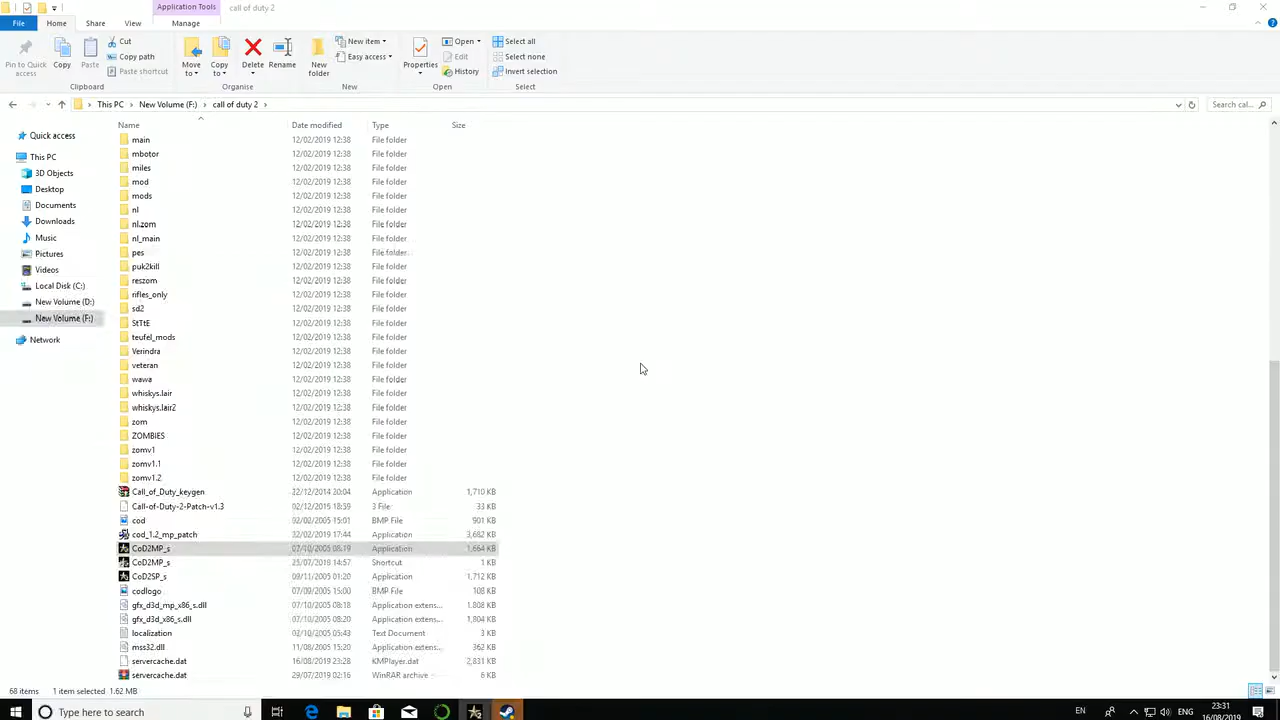 Application Tools call of duty 2
File Home Share View Manage
Pin to Quick access
Copy
Paste
Cut
Copy path
Paste shortcut
Clipboard
Move to
Copy to
Delete
Rename
Organise
New folder
New item
Easy access
New
Properties
Open
Edit
History
Open
Select all
Select none
Invert selection
Select
This PC New Volume (F:) call of duty 2 Search cal...
Quick access
This PC
3D Objects
Desktop
Documents
Downloads
Music
Pictures
Videos
Local Disk (C:)
New Volume (D:)
New Volume (F:)
Network
Name Date modified Type Size
main 12/02/2019 12:38 File folder
mbotor 12/02/2019 12:38 File folder
miles 12/02/2019 12:38 File folder
mod 12/02/2019 12:38 File folder
mods 12/02/2019 12:38 File folder
nl 12/02/2019 12:38 File folder
nl.zom 12/02/2019 12:38 File folder
nl_main 12/02/2019 12:38 File folder
pes 12/02/2019 12:38 File folder
puk2kill 12/02/2019 12:38 File folder
reszom 12/02/2019 12:38 File folder
rifles_only 12/02/2019 12:38 File folder
sd2 12/02/2019 12:38 File folder
StTtE 12/02/2019 12:38 File folder
teufel_mods 12/02/2019 12:38 File folder
Verindra 12/02/2019 12:38 File folder
veteran 12/02/2019 12:38 File folder
wawa 12/02/2019 12:38 File folder
whiskys.lair 12/02/2019 12:38 File folder
whiskys.lair2 12/02/2019 12:38 File folder
zom 12/02/2019 12:38 File folder
ZOMBIES 12/02/2019 12:38 File folder
zomv1 12/02/2019 12:38 File folder
zomv1.1 12/02/2019 12:38 File folder
zomv1.2 12/02/2019 12:38 File folder
Call_of_Duty_keygen 22/12/2014 20:04 Application 1,710 KB
Call-of-Duty-2-Patch-v1.3 02/12/2016 18:39 3 File 33 KB
cod 02/02/2005 15:01 BMP File 901 KB
cod_1.2_mp_patch 22/02/2019 17:44 Application 3,682 KB
CoD2MP_s 07/10/2005 08:19 Application 1,664 KB
CoD2MP_s 25/07/2018 14:57 Shortcut 1 KB
CoD2SP_s 09/11/2005 01:20 Application 1,712 KB
codlogo 07/09/2005 15:00 BMP File 108 KB
gfx_d3d_mp_x86_s.dll 07/10/2005 08:18 Application extens... 1,808 KB
gfx_d3d_x86_s.dll 07/10/2005 08:20 Application extens... 1,804 KB
localization 02/10/2005 05:43 Text Document 3 KB
mss32.dll 11/08/2005 15:40 Application extens... 362 KB
servercache.dat 16/08/2019 23:28 KMPlayer.dat 2,831 KB
servercache.dat 29/07/2019 02:16 WinRAR archive 6 KB
68 items 1 item selected 1.62 MB
Type here to search
EN ENG 23:31
16/08/2019